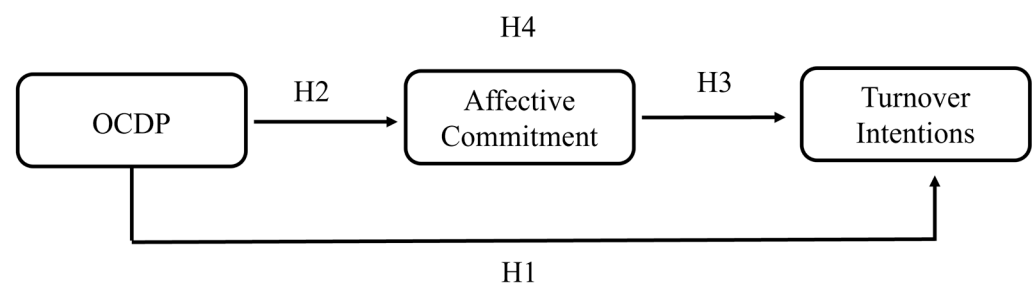 H4
OCDP
H2
Affective
Commitment
H3
Turnover
Intentions
H1